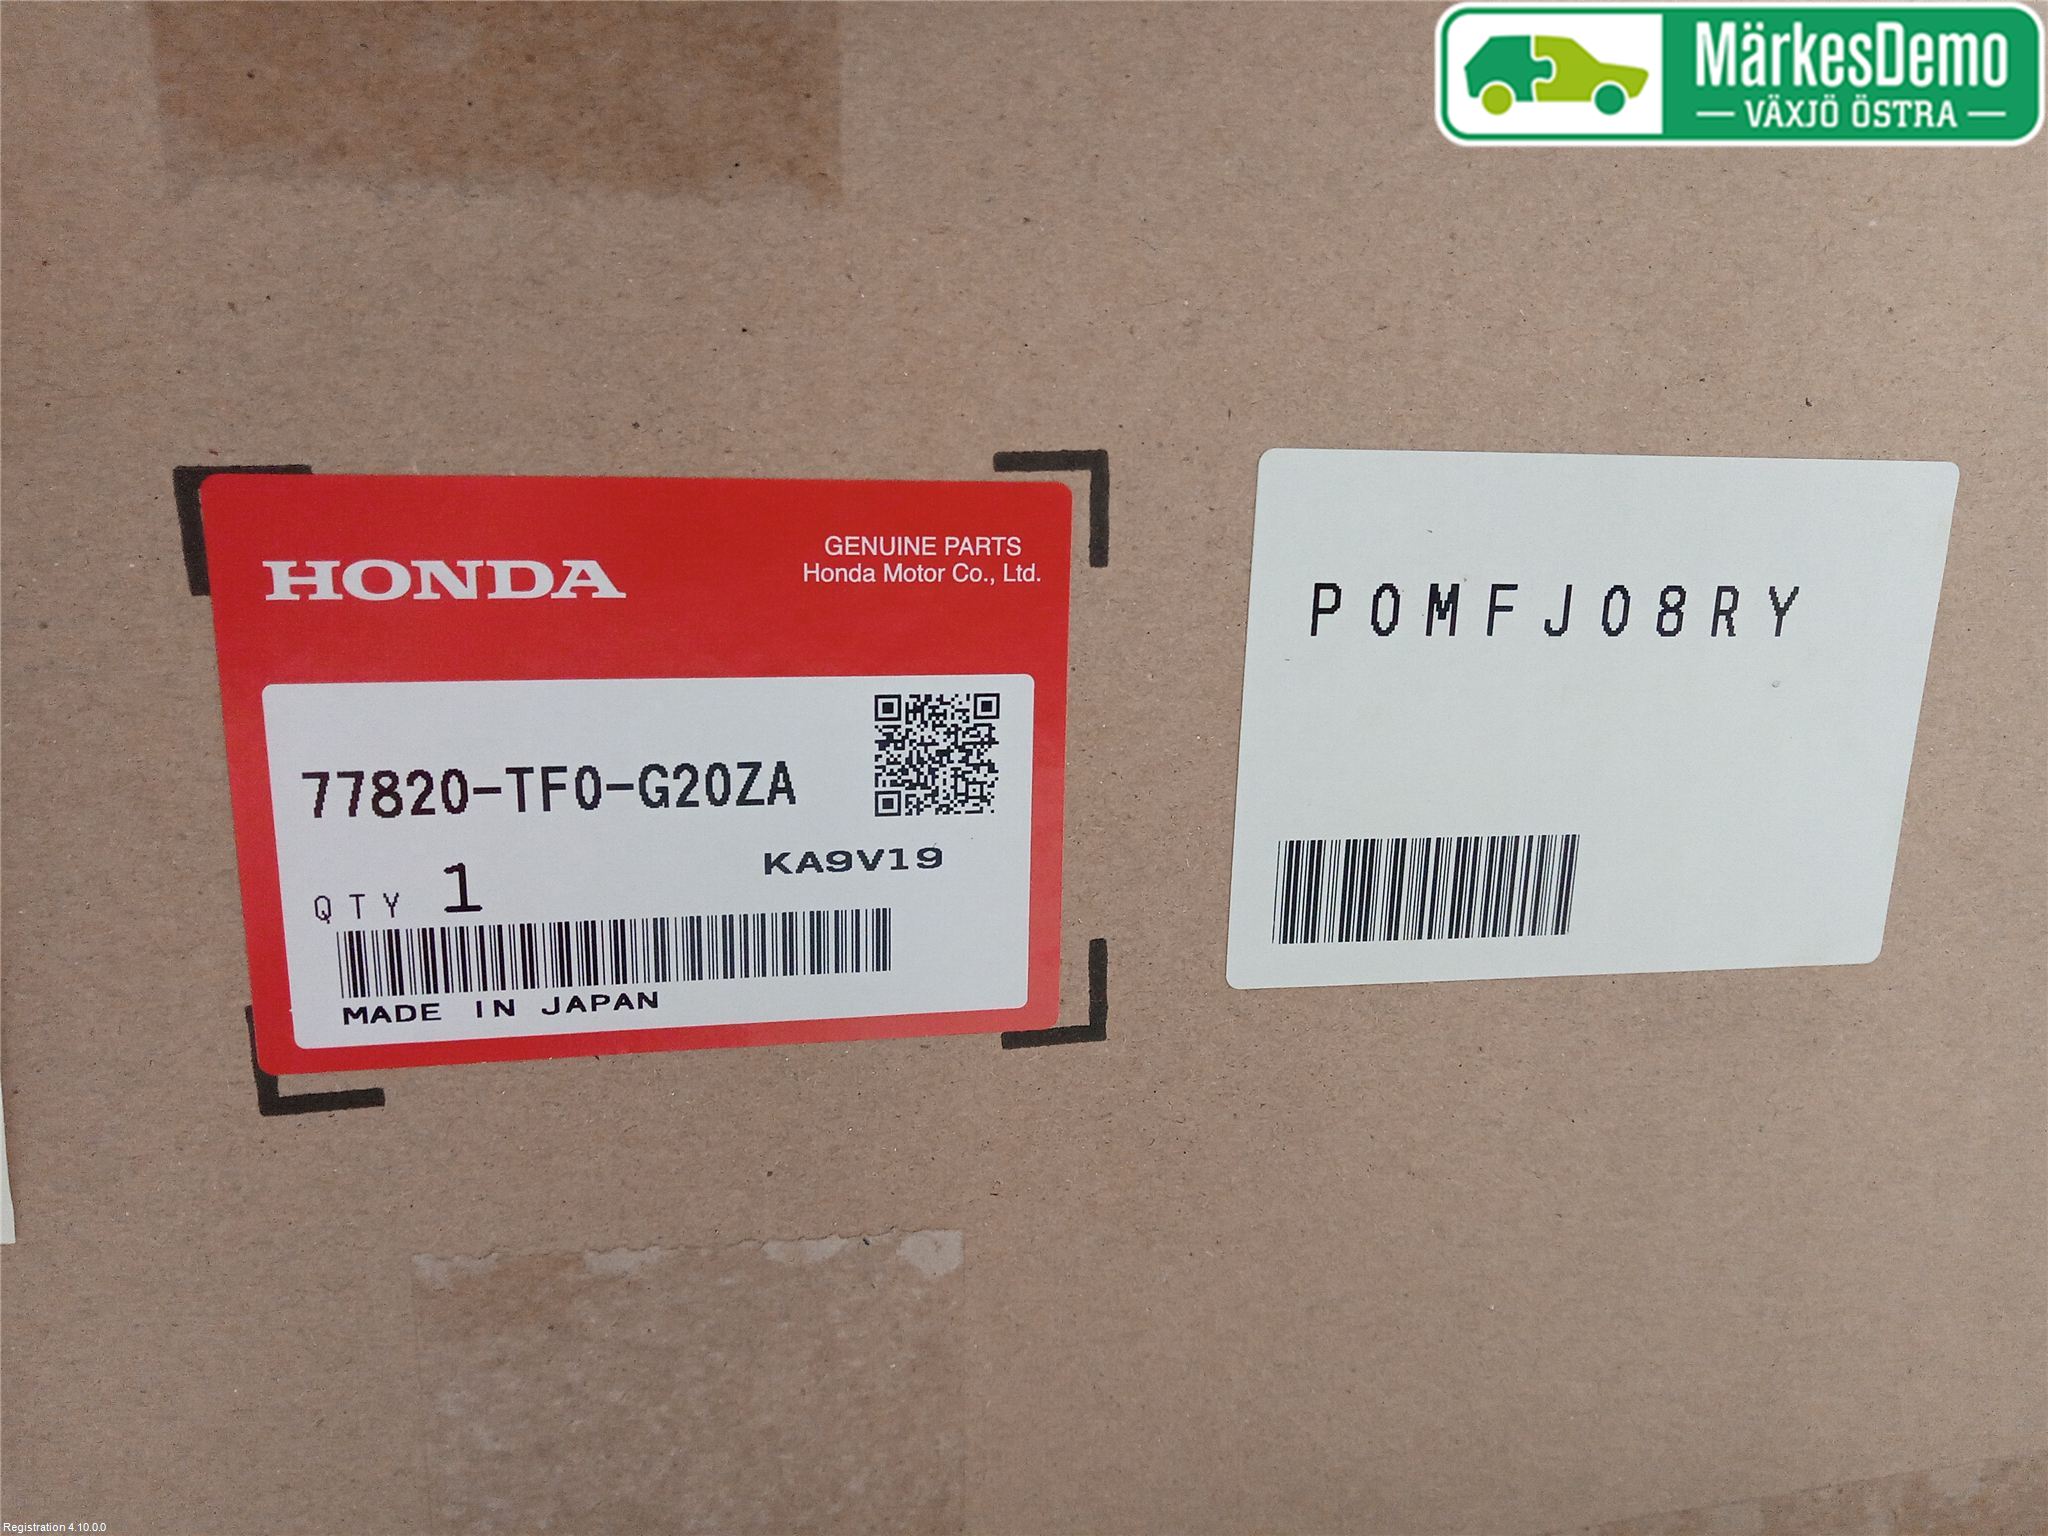 MärkesDemo
VÄXJÖ ÖSTRA
HONDA
GENUINE PARTS
Honda Motor Co., Ltd.
77820-TF0-G20ZA
KA9V19
QTY 1
MADE IN JAPAN
P0MFJ08RY
Registration 4.10.0.0